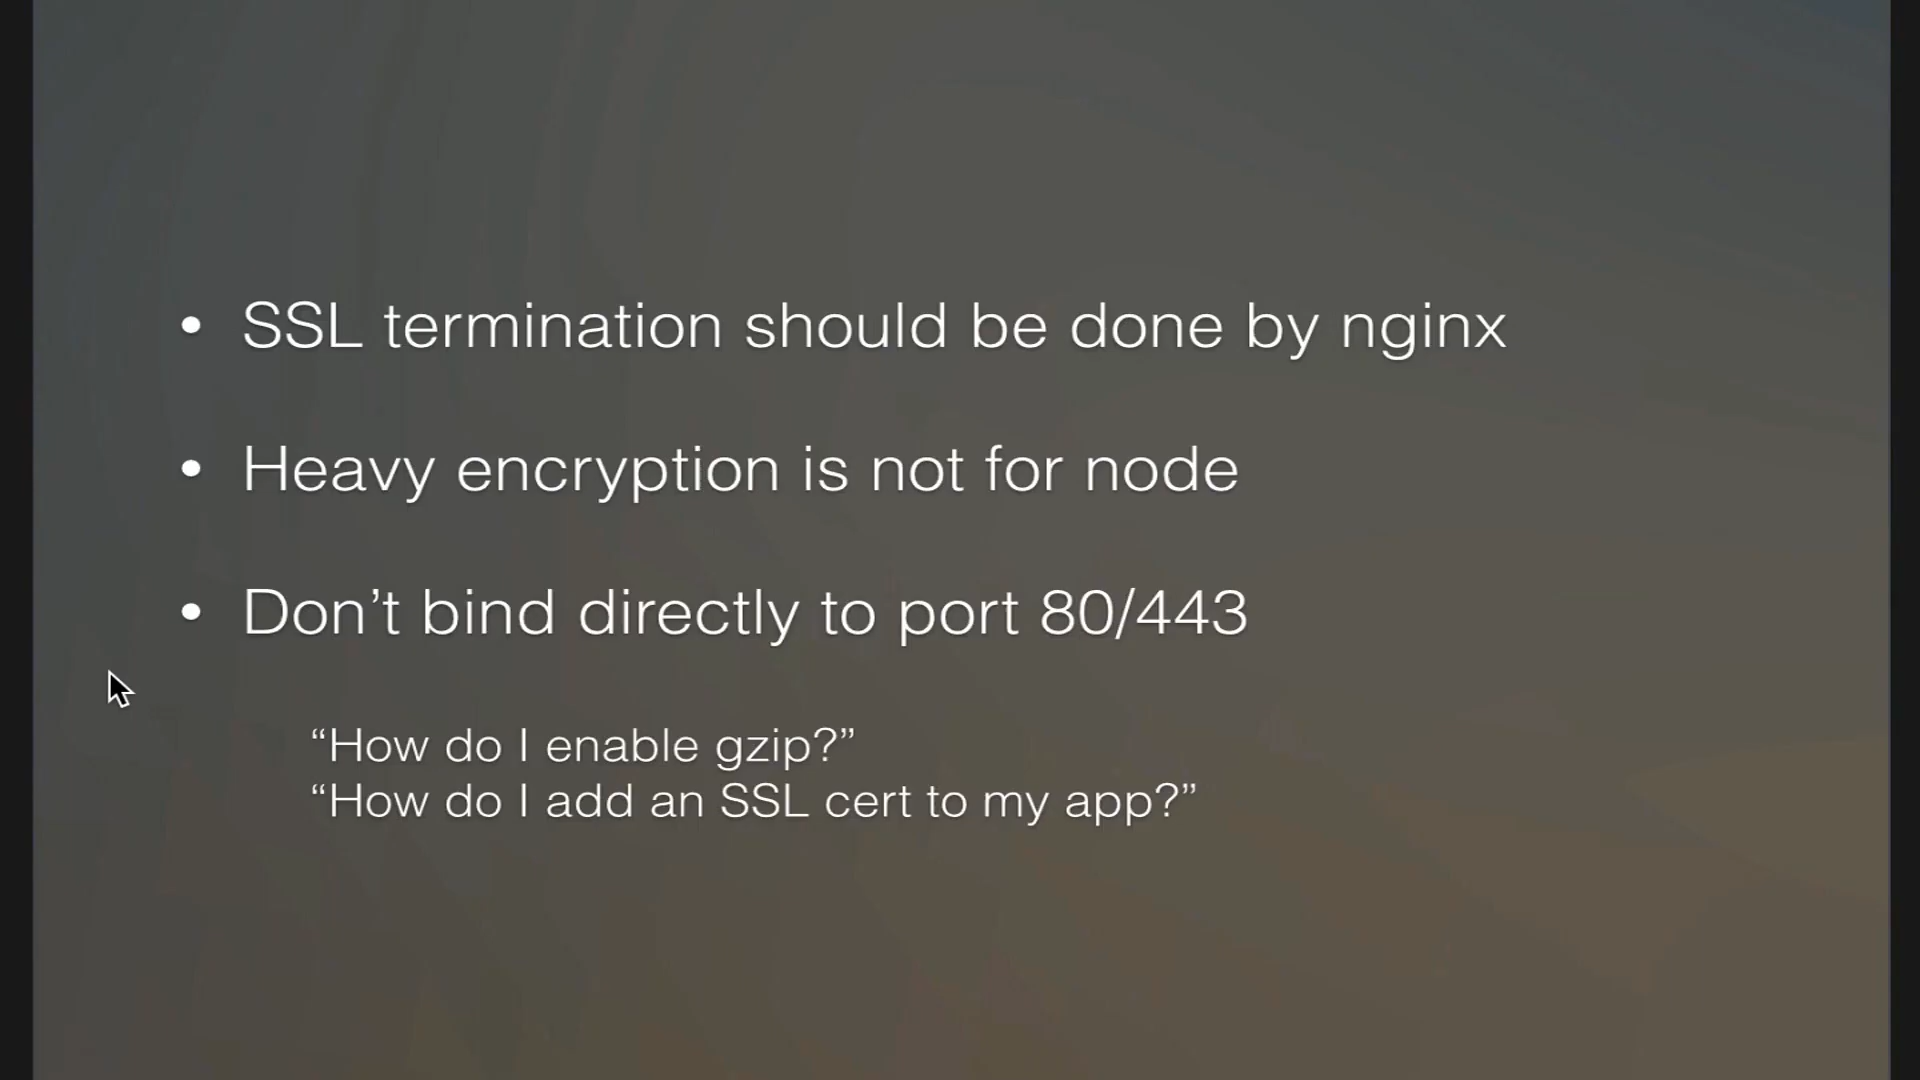 • SSL termination should be done by nginx
• Heavy encryption is not for node
• Don’t bind directly to port 80/443
“How do I enable gzip?”
“How do I add an SSL cert to my app?”